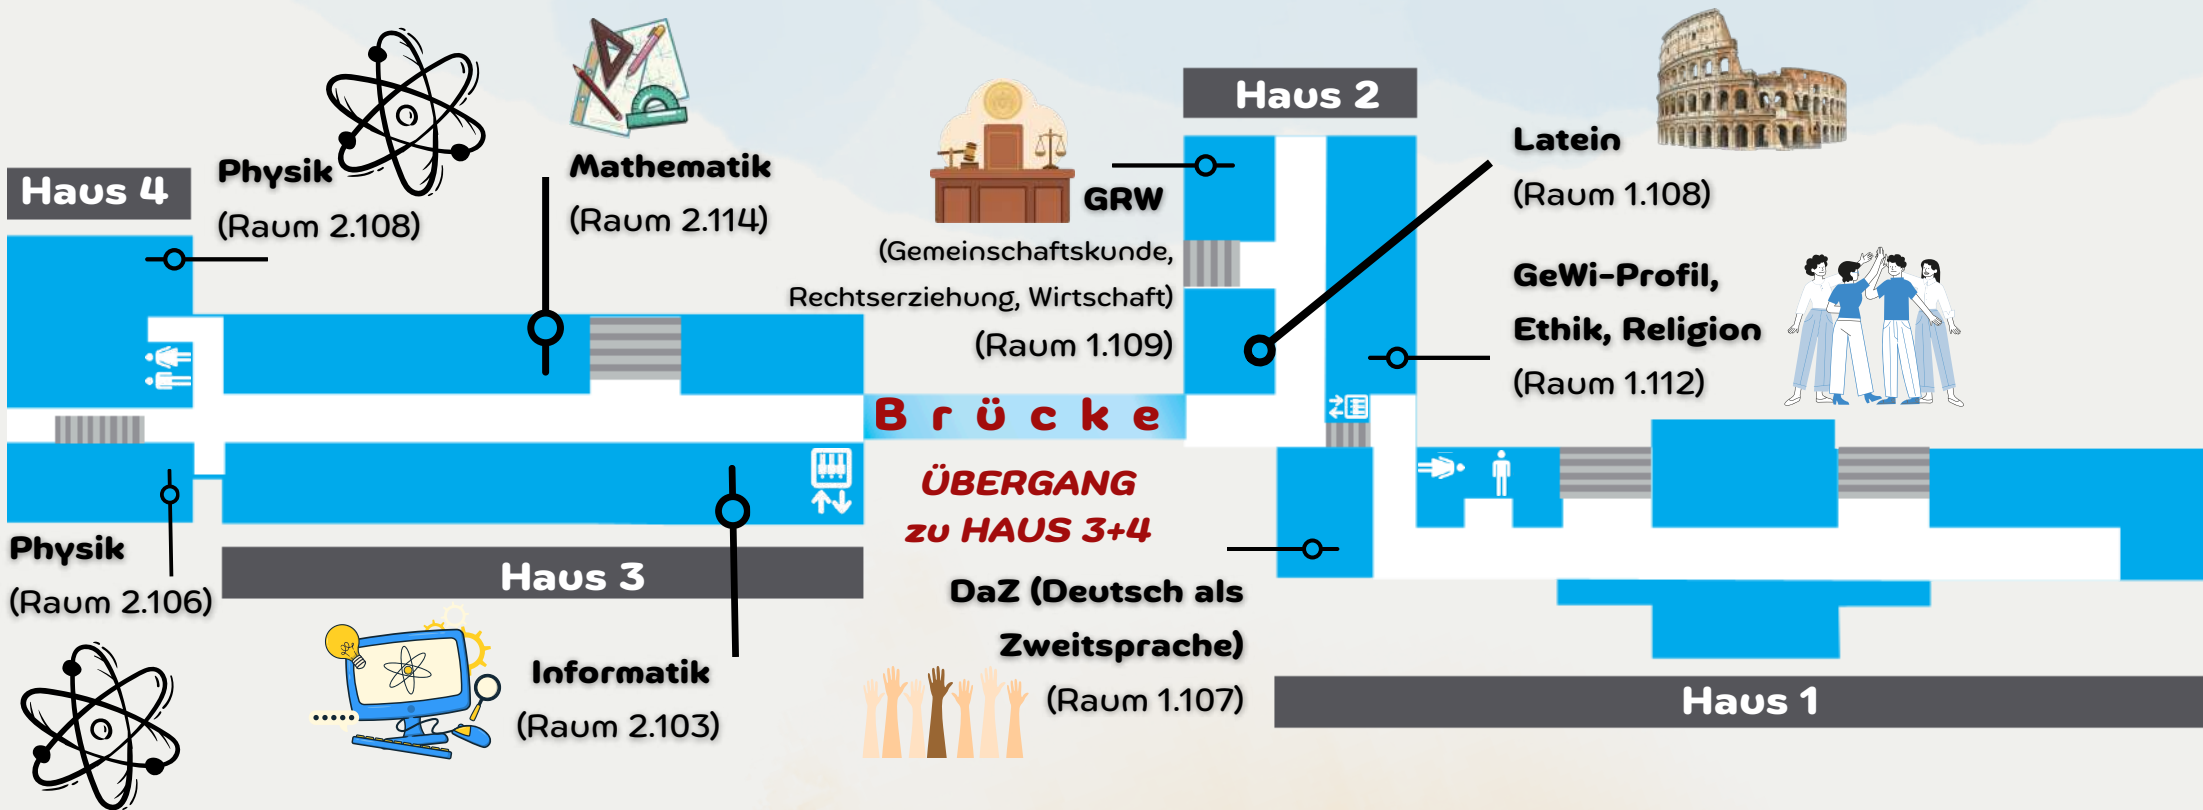 Haus 4
Physik
(Raum 2.108)
Mathematik
(Raum 2.114)
Physik
(Raum 2.106)
Haus 3
Informatik
(Raum 2.103)
GRW
(Gemeinschaftskunde,
Rechtserziehung, Wirtschaft)
(Raum 1.109)
Brücke
ÜBERGANG
zu HAUS 3+4
DaZ (Deutsch als
Zweitsprache)
(Raum 1.107)
Haus 2
Latein
(Raum 1.108)
GeWi-Profil,
Ethik, Religion
(Raum 1.112)
Haus 1